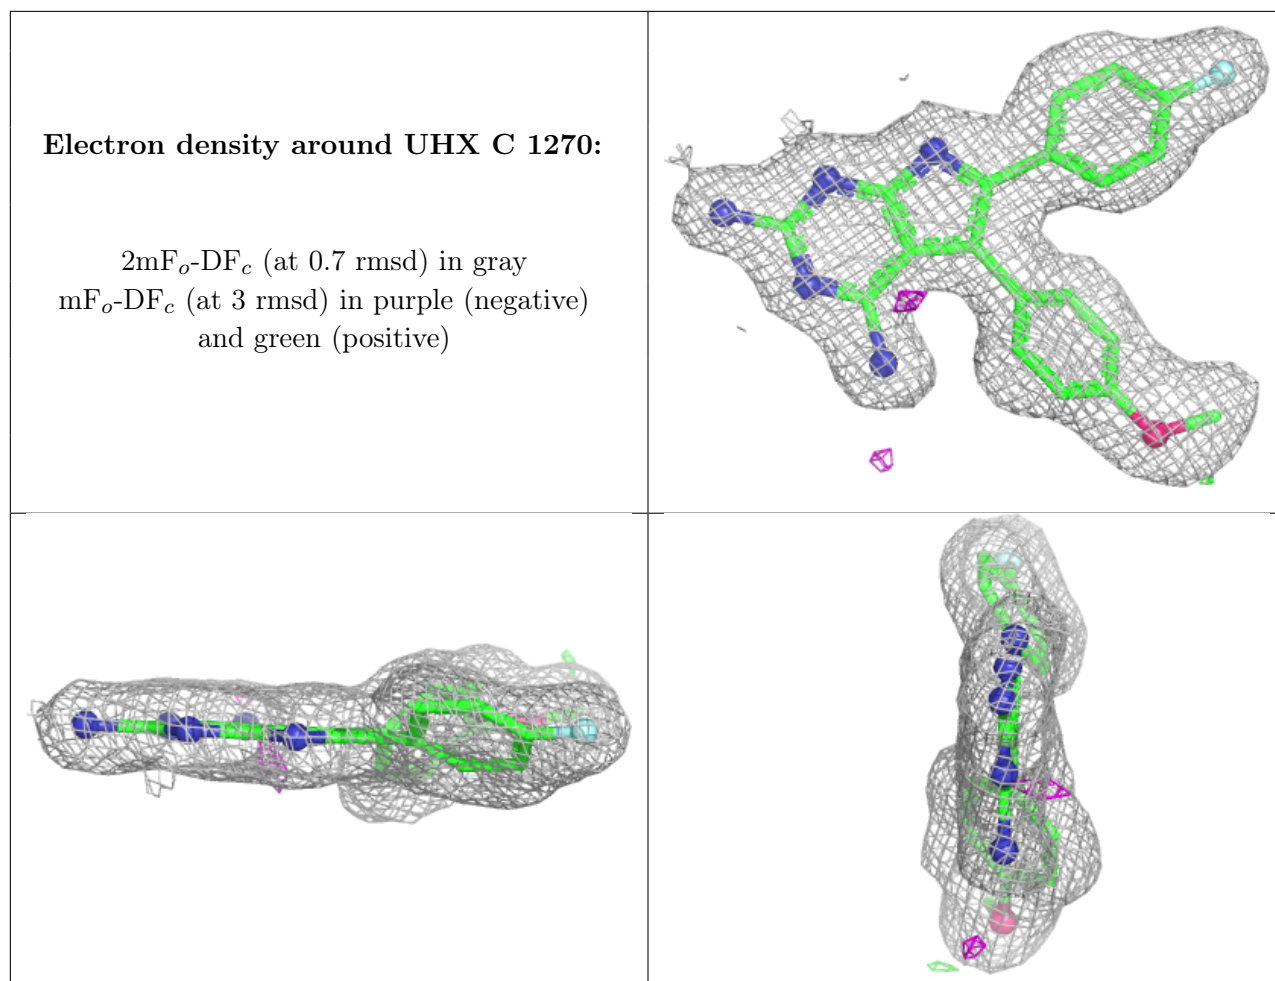 Electron density around UHX C 1270:
2mFo-DFc (at 0.7 rmsd) in gray
mFo-DFc (at 3 rmsd) in purple (negative)
and green (positive)